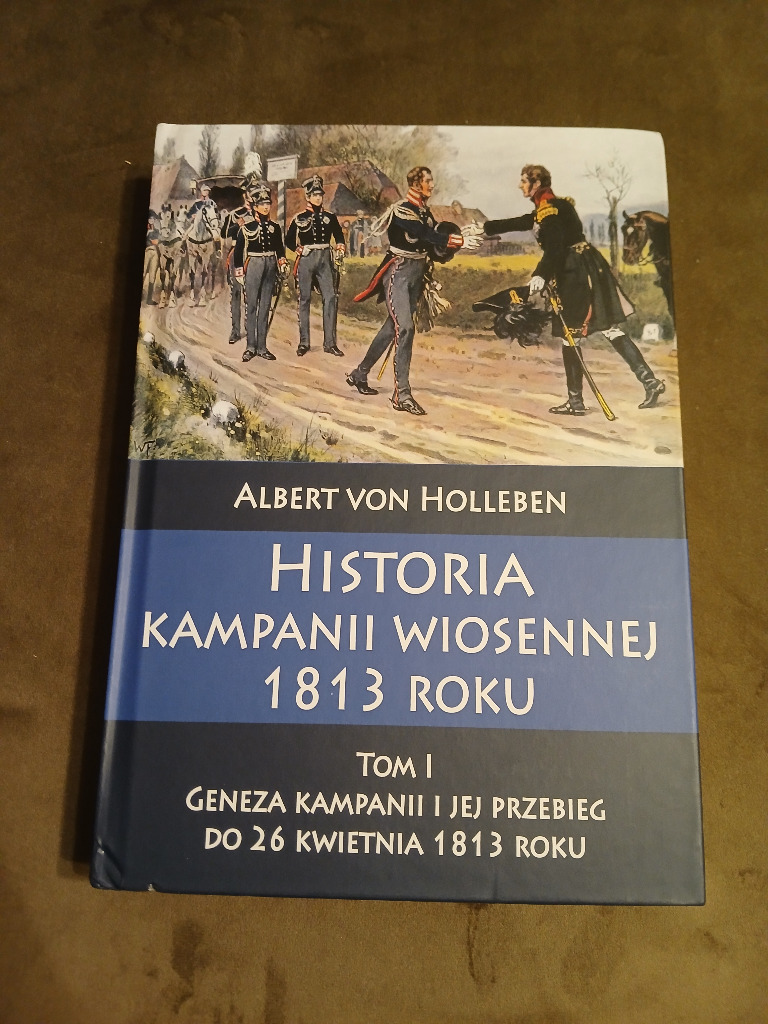 ALBERT VON HOLLEBEN
HISTORIA
KAMPANII WIOSENNEJ
1813 ROKU
TOM I
GENEZA KAMPANII I JEJ PRZEBIEG
DO 26 KWIETNIA 1813 ROKU